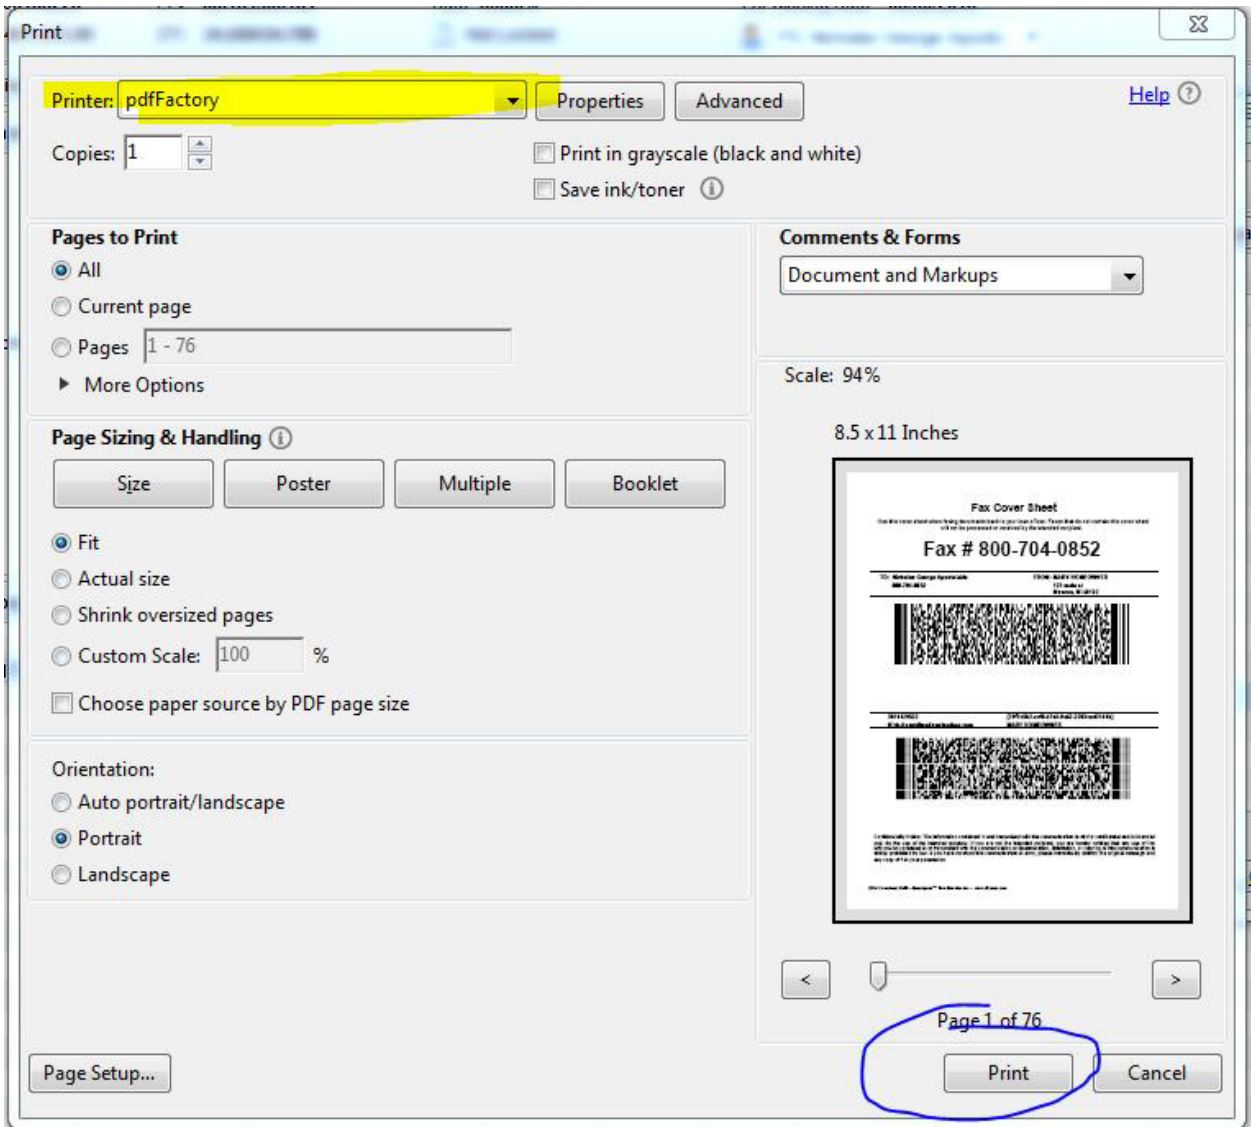 Print
Printer: pdfFactory Properties Advanced Help
Copies: 1 Print in grayscale (black and white)
Save ink/toner
Pages to Print
All
Current page
Pages 1 - 76
More Options
Comments & Forms
Document and Markups
Scale: 94%
8.5 x 11 Inches
Page Sizing & Handling
Size Poster Multiple Booklet
Fit
Actual size
Shrink oversized pages
Custom Scale: 100 %
Choose paper source by PDF page size
Orientation:
Auto portrait/landscape
Portrait
Landscape
Fax Cover Sheet
Fax # 800-704-0852
< >
Page 1 of 76
Page Setup... Print Cancel